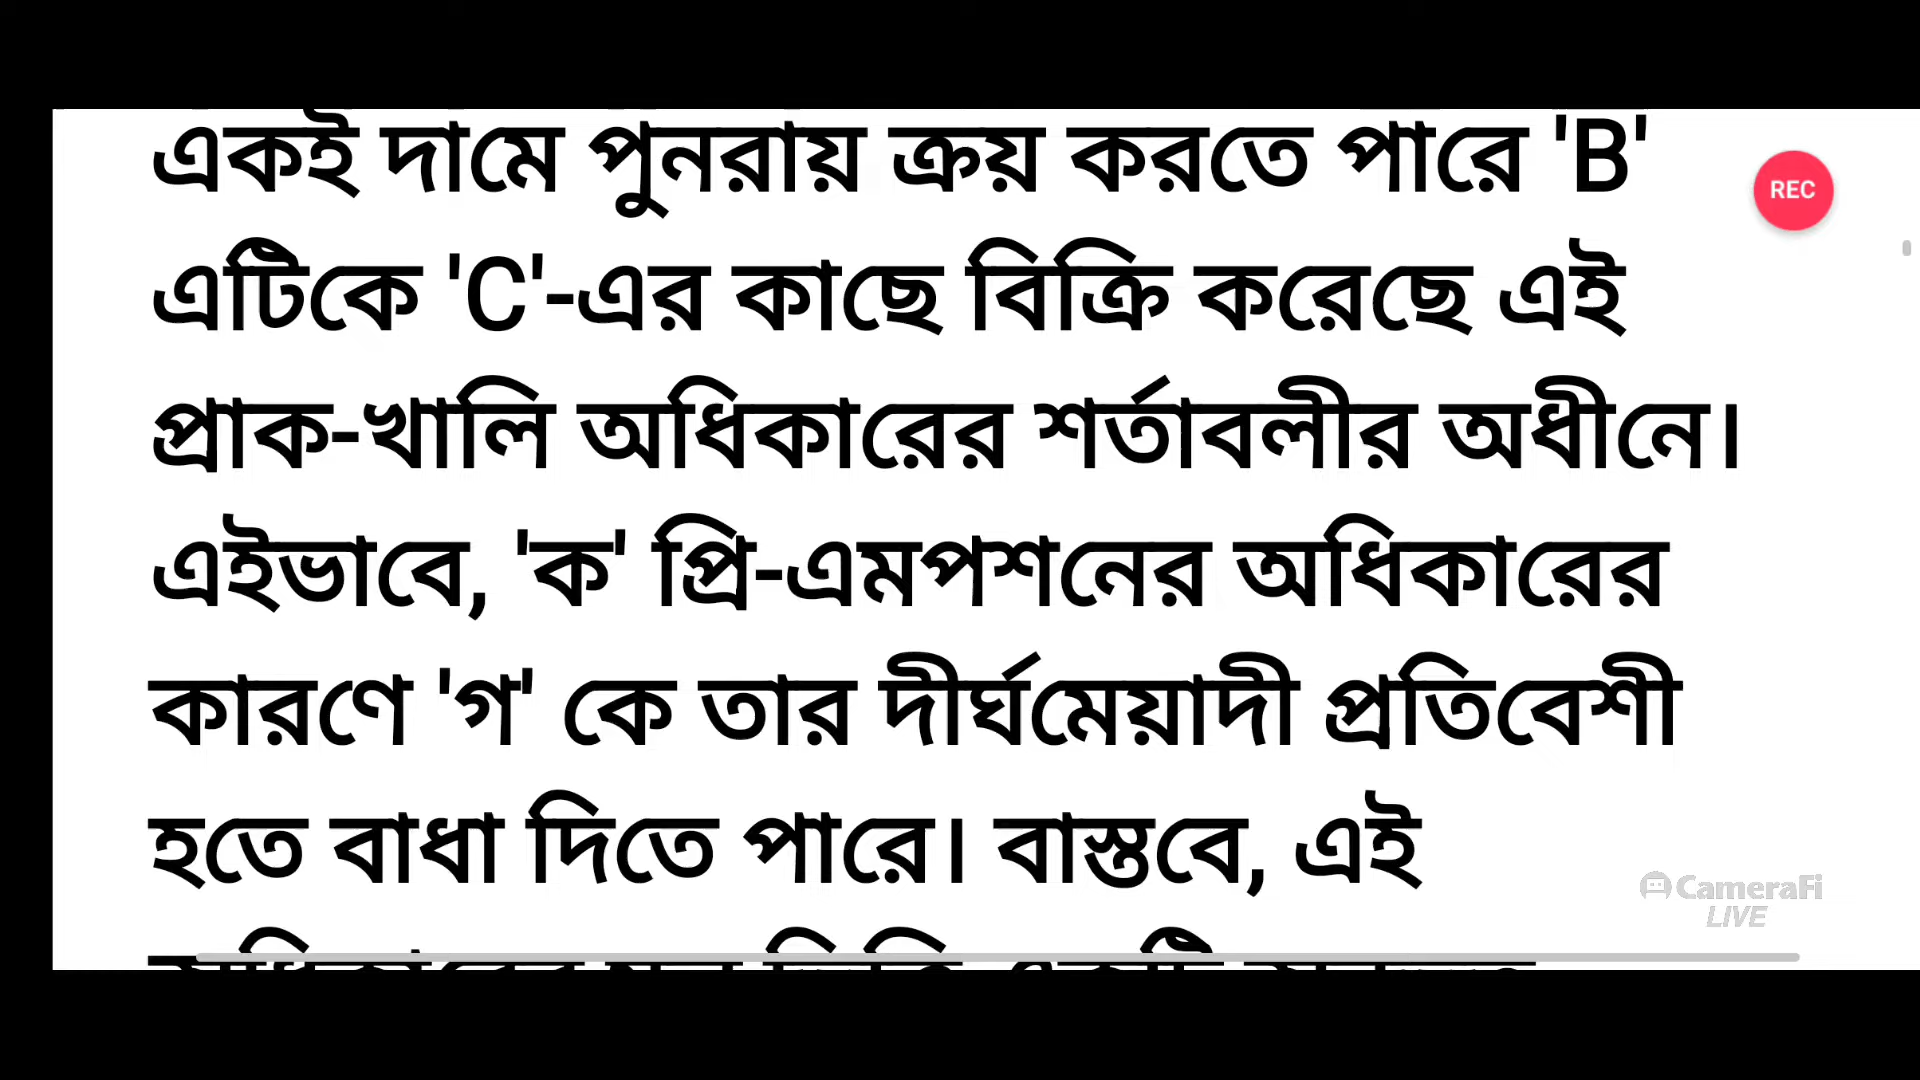 একই দামে পুনরায় ক্রয় করতে পারে 'B'
REC
এটিকে 'C'-এর কাছে বিক্রি করেছে এই
প্রাক-খালি অধিকারের শর্তাবলীর অধীনে।
এইভাবে, 'ক' প্রি-এমপশনের অধিকারের
কারণে 'গ' কে তার দীর্ঘমেয়াদী প্রতিবেশী
হতে বাধা দিতে পারে। বাস্তবে, এই
CameraFi
LIVE